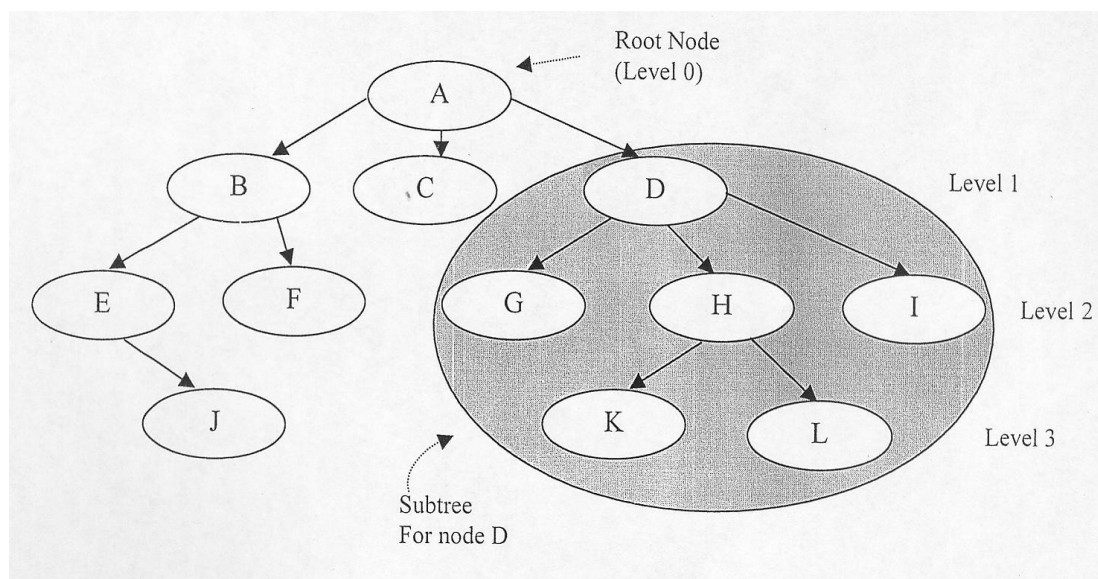 Root Node
(Level 0)
A
B
C
D
Level 1
E
F
G
H
I
Level 2
J
K
L
Level 3
Subtree
For node D